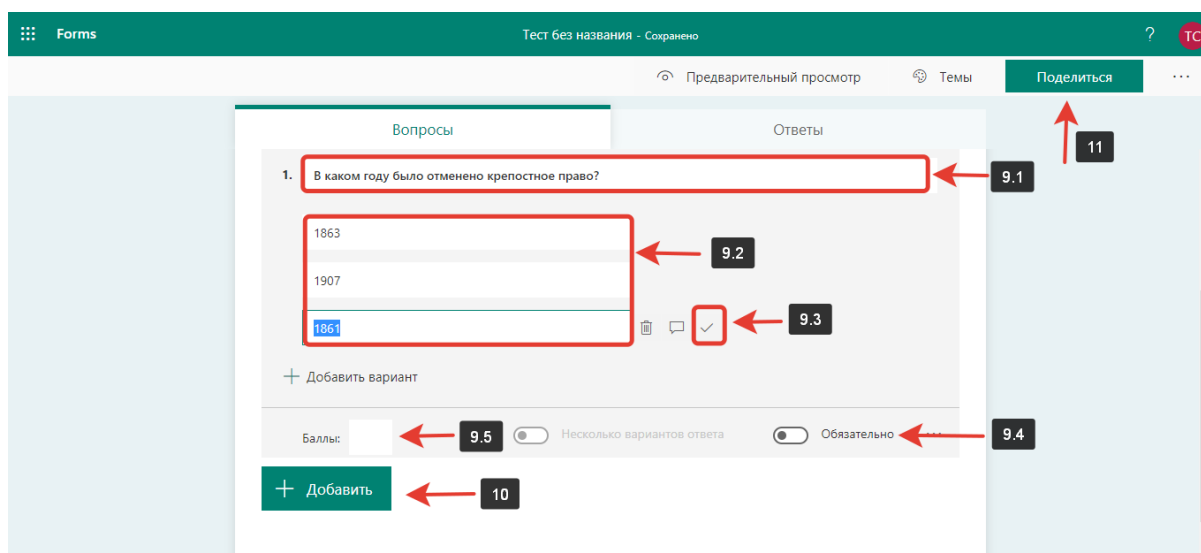 Forms
Тест без названия - Сохранено
?
TC
Предварительный просмотр
Темы
Поделиться
...
Вопросы
Ответы
11
1. В каком году было отменено крепостное право?
9.1
1863
9.2
1907
1861
9.3
+ Добавить вариант
Баллы:
9.5
Несколько вариантов ответа
Обязательно
...
9.4
+ Добавить
10